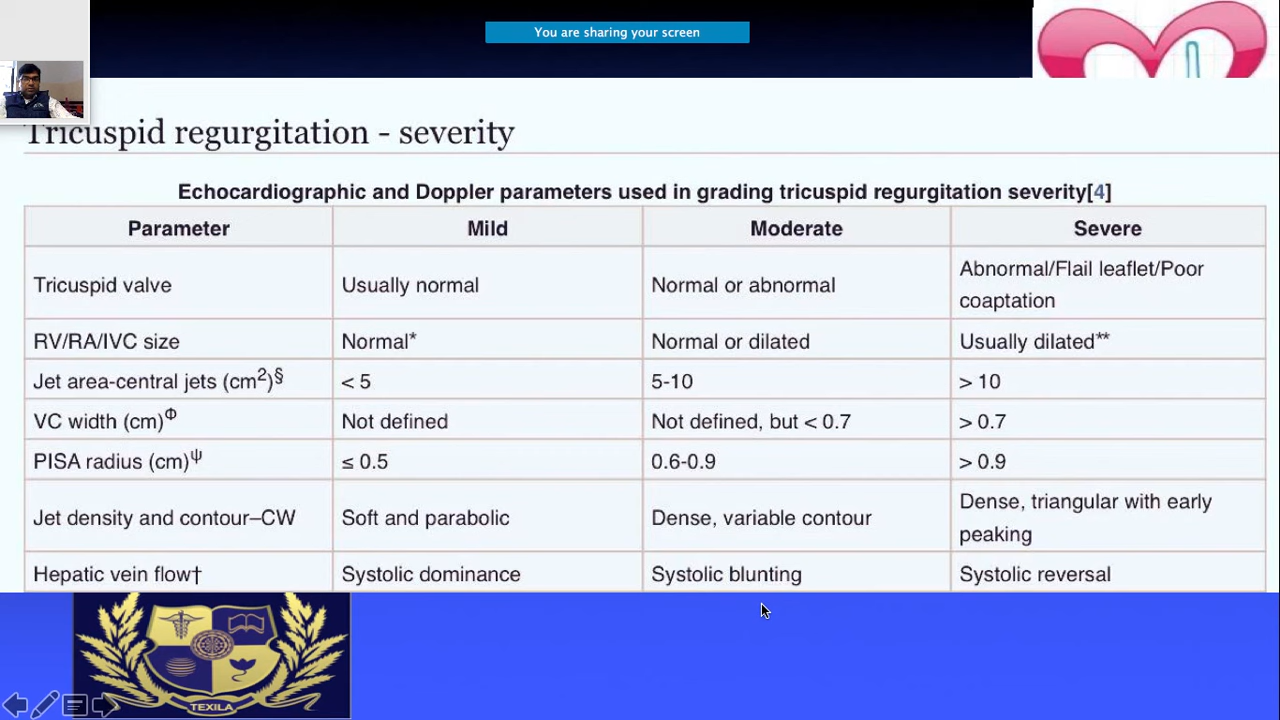 You are sharing your screen
Tricuspid regurgitation - severity
Echocardiographic and Doppler parameters used in grading tricuspid regurgitation severity[4]
Parameter Mild Moderate Severe
Tricuspid valve Usually normal Normal or abnormal Abnormal/Flail leaflet/Poor
coaptation
RV/RA/IVC size Normal* Normal or dilated Usually dilated**
Jet area-central jets (cm²)§ < 5 5-10 > 10
VC width (cm)Φ Not defined Not defined, but < 0.7 > 0.7
PISA radius (cm)ψ ≤ 0.5 0.6-0.9 > 0.9
Jet density and contour–CW Soft and parabolic Dense, variable contour Dense, triangular with early
peaking
Hepatic vein flow† Systolic dominance Systolic blunting Systolic reversal
TEXILA